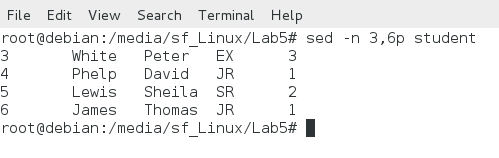 File Edit View Search Terminal Help
root@debian:/media/sf_Linux/Lab5# sed -n 3,6p student
3 White Peter EX 3
4 Phelp David JR 1
5 Lewis Sheila SR 2
6 James Thomas JR 1
root@debian:/media/sf_Linux/Lab5#